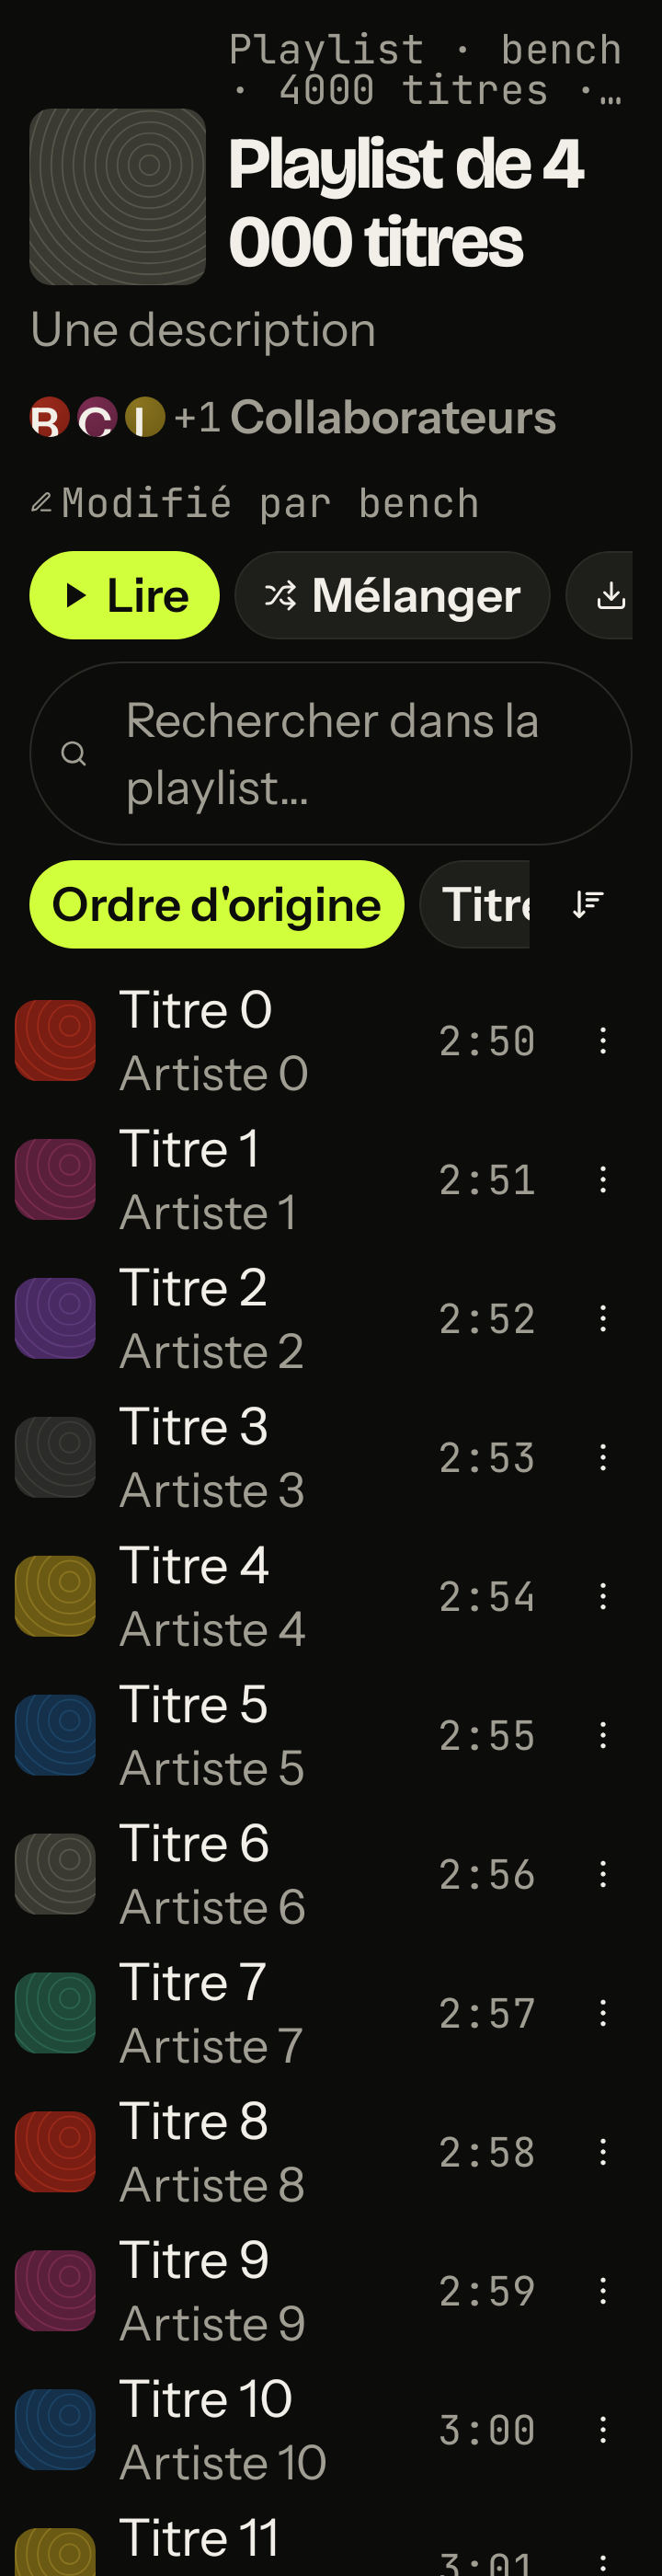 Playlist · bench
· 4000 titres ·…
Playlist de 4
000 titres
Une description
B C I +1 Collaborateurs
Modifié par bench
Lire Mélanger
Rechercher dans la
playlist…
Ordre d'origine Titre
Titre 0
Artiste 0
2:50
Titre 1
Artiste 1
2:51
Titre 2
Artiste 2
2:52
Titre 3
Artiste 3
2:53
Titre 4
Artiste 4
2:54
Titre 5
Artiste 5
2:55
Titre 6
Artiste 6
2:56
Titre 7
Artiste 7
2:57
Titre 8
Artiste 8
2:58
Titre 9
Artiste 9
2:59
Titre 10
Artiste 10
3:00
Titre 11
3:01